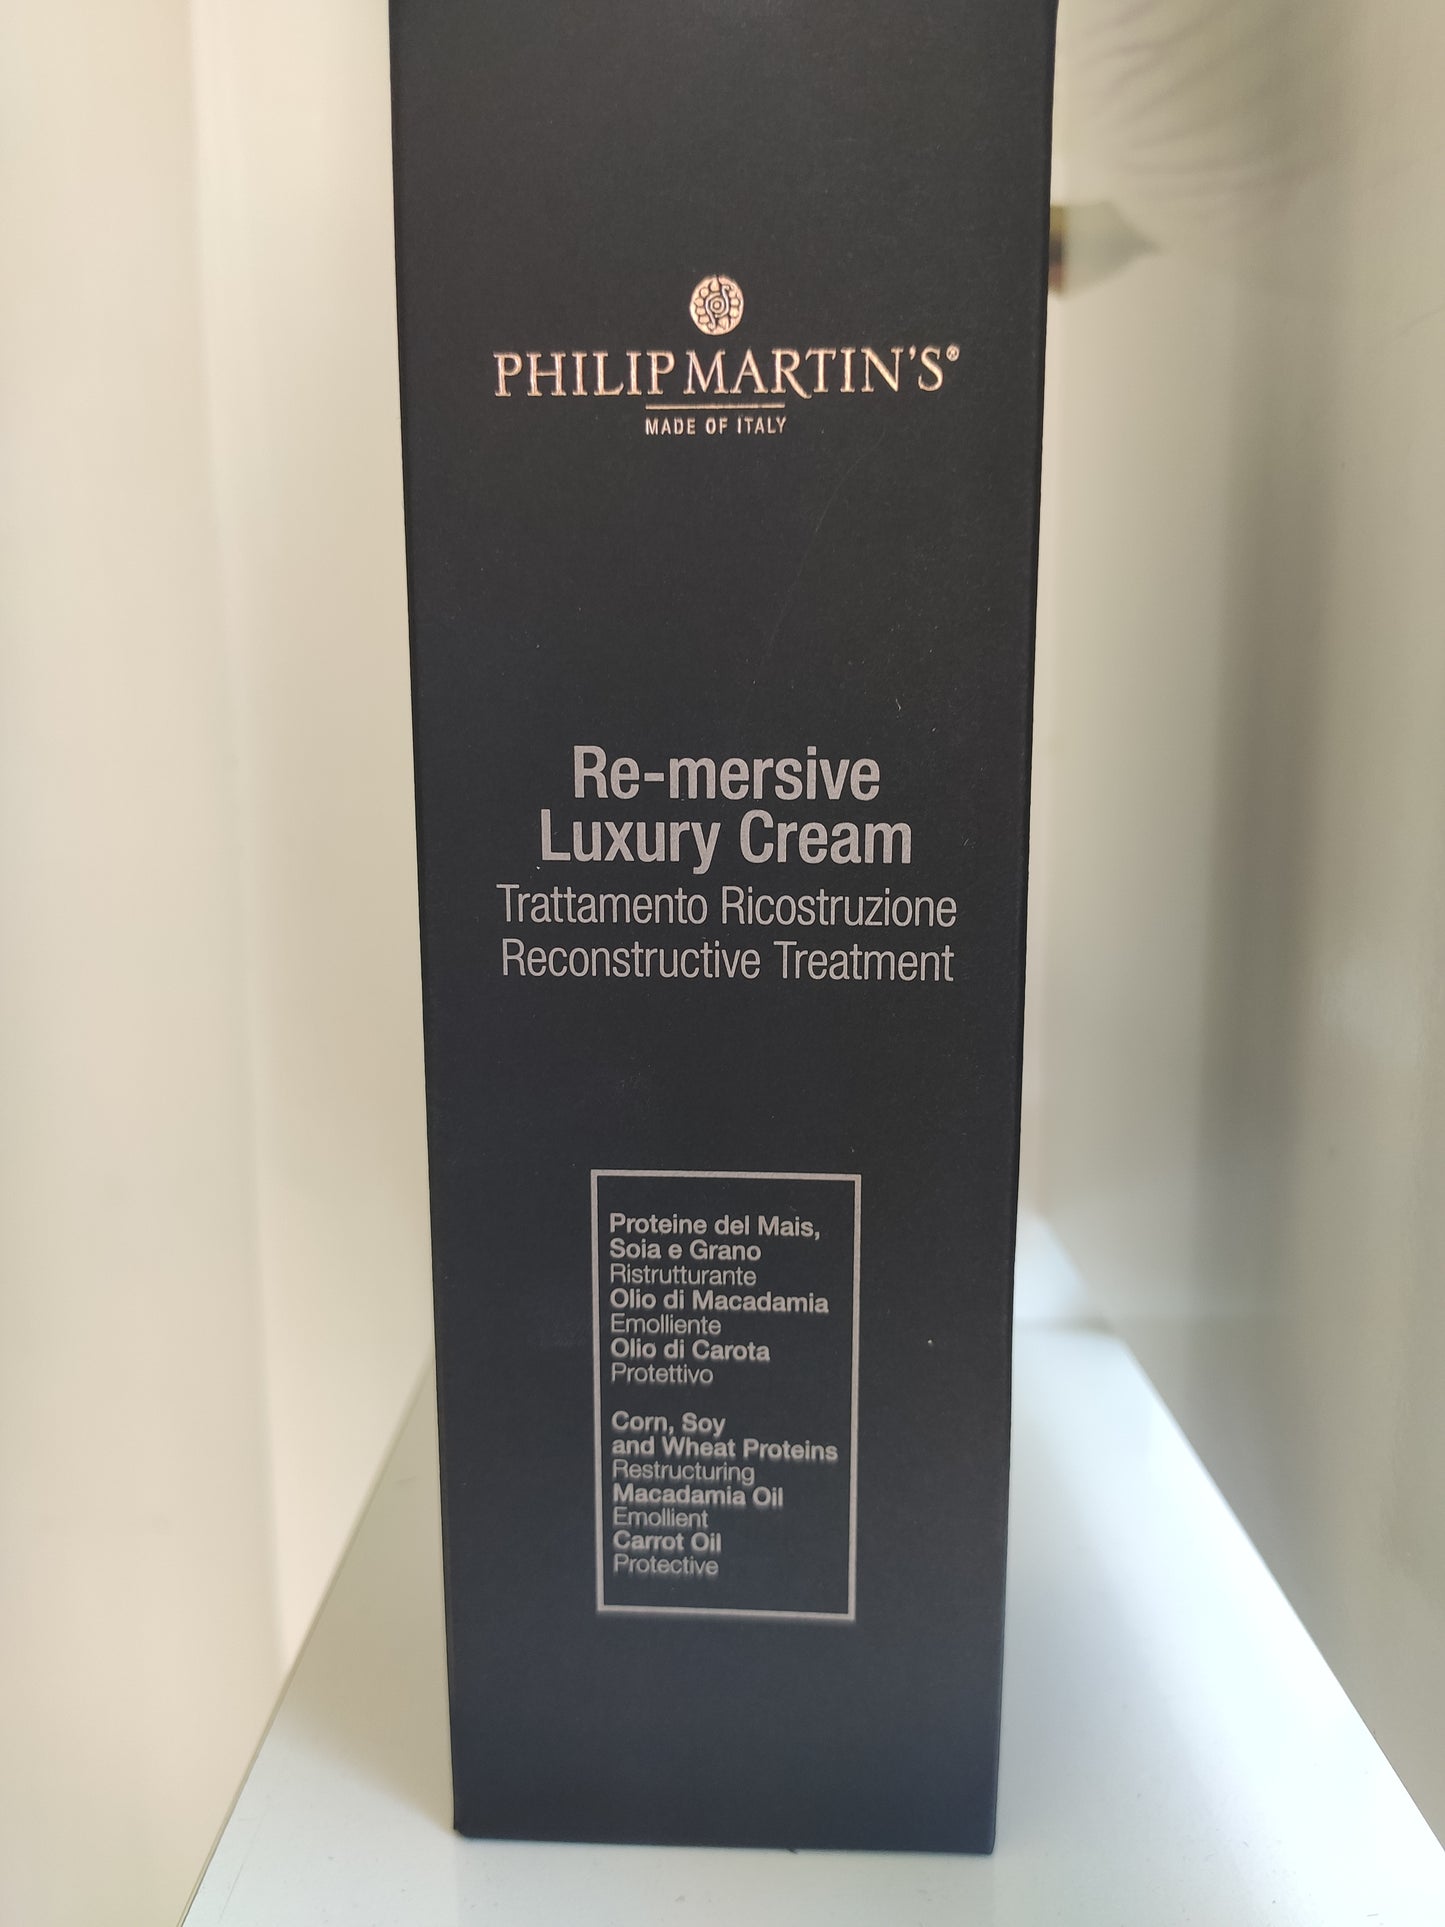 PHILIP MARTIN'S®
MADE OF ITALY
Re-mersive
Luxury Cream
Trattamento Ricostruzione
Reconstructive Treatment
Proteine del Mais,
Soia e Grano
Ristrutturante
Olio di Macadamia
Emolliente
Olio di Carota
Protettivo
Corn, Soy
and Wheat Proteins
Restructuring
Macadamia Oil
Emollient
Carrot Oil
Protective